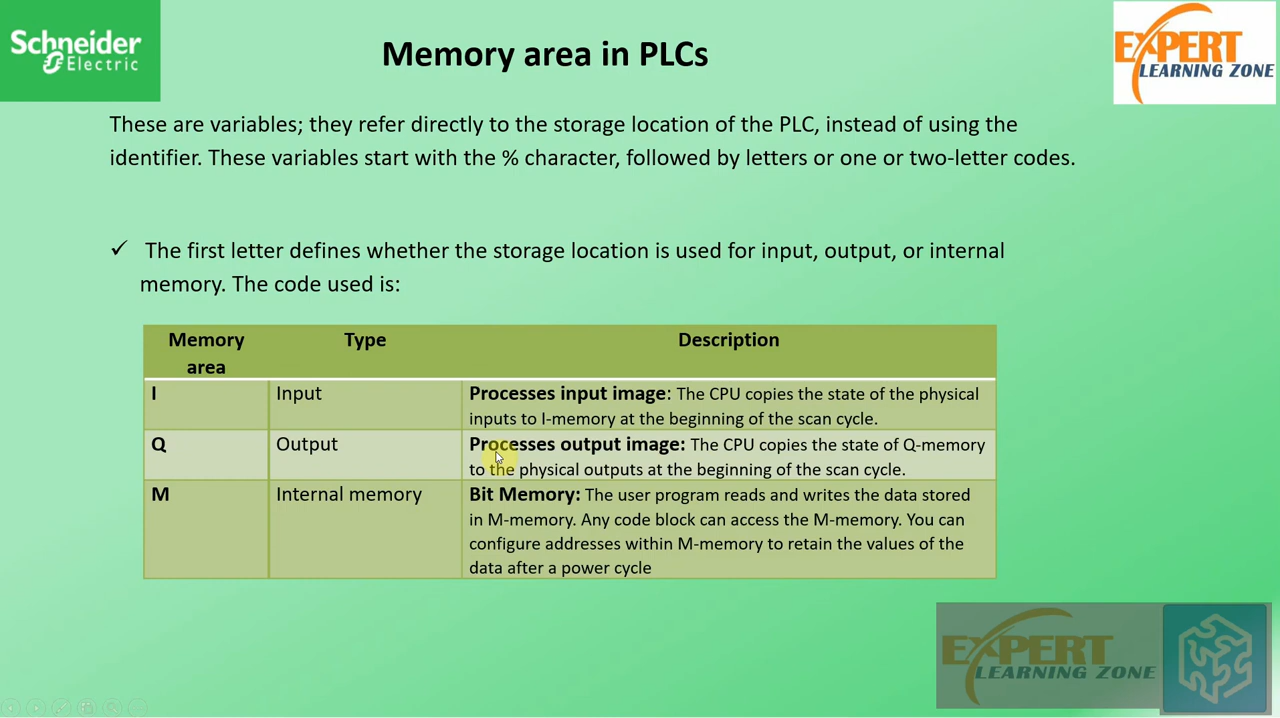 Schneider
Electric
Memory area in PLCs
EXPERT
LEARNING ZONE
These are variables; they refer directly to the storage location of the PLC, instead of using the
identifier. These variables start with the % character, followed by letters or one or two-letter codes.
✓ The first letter defines whether the storage location is used for input, output, or internal
memory. The code used is:
Memory area Type Description
I Input Processes input image: The CPU copies the state of the physical
inputs to I-memory at the beginning of the scan cycle.
Q Output Processes output image: The CPU copies the state of Q-memory
to the physical outputs at the beginning of the scan cycle.
M Internal memory Bit Memory: The user program reads and writes the data stored
in M-memory. Any code block can access the M-memory. You can
configure addresses within M-memory to retain the values of the
data after a power cycle
EXPERT
LEARNING ZONE